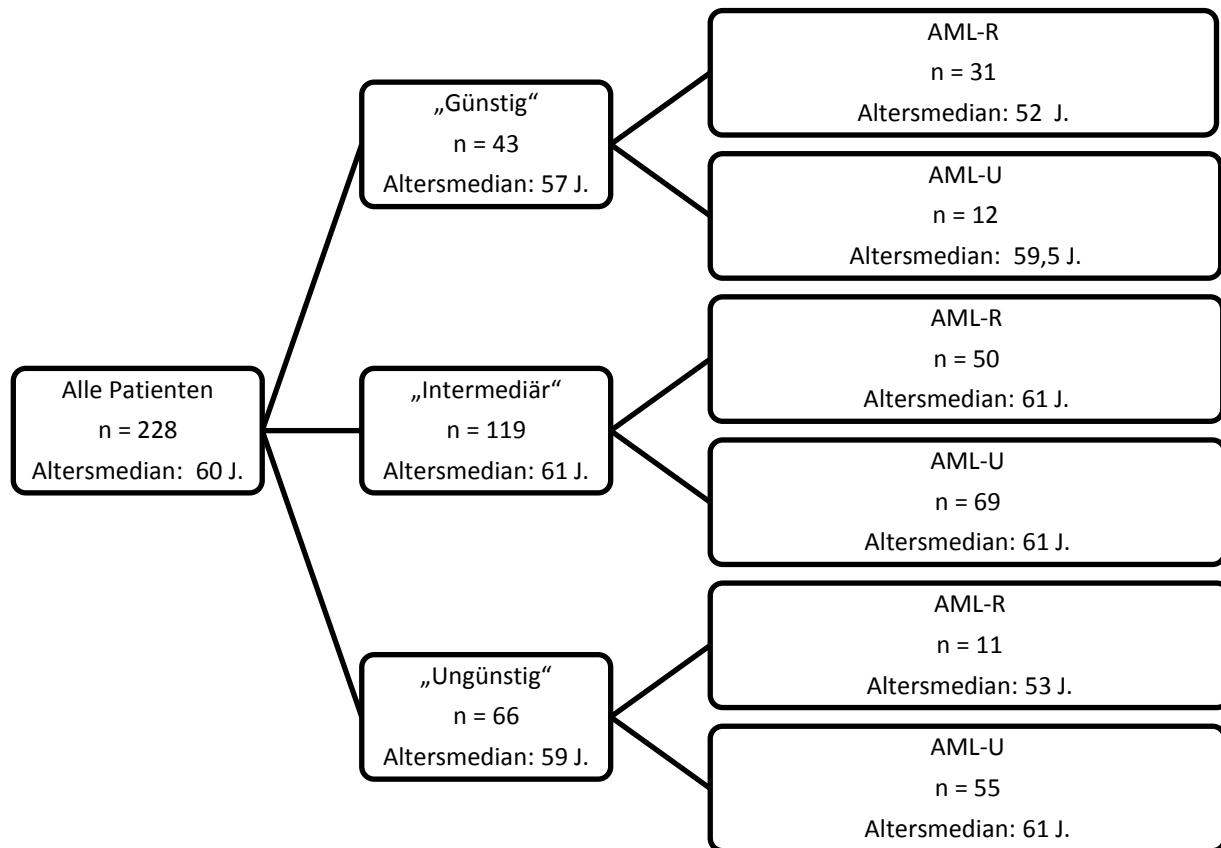 Alle Patienten
n = 228
Altersmedian:  60 J.
„Günstig“
n = 43
Altersmedian: 57 J.
AML-R
n = 31
Altersmedian: 52  J.
AML-U
n = 12
Altersmedian:  59,5 J.
„Intermediär“
n = 119
Altersmedian: 61 J.
AML-R
n = 50
Altersmedian: 61 J.
AML-U
n = 69
Altersmedian: 61 J.
„Ungünstig“
n = 66
Altersmedian: 59 J.
AML-R
n = 11
Altersmedian: 53 J.
AML-U
n = 55
Altersmedian: 61 J.